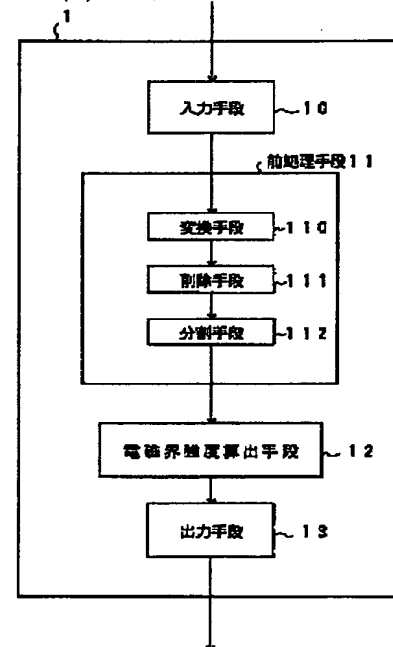 1
入力手段 10
前処理手段11
変換手段 110
削除手段 111
分割手段 112
電磁界強度算出手段 12
出力手段 13